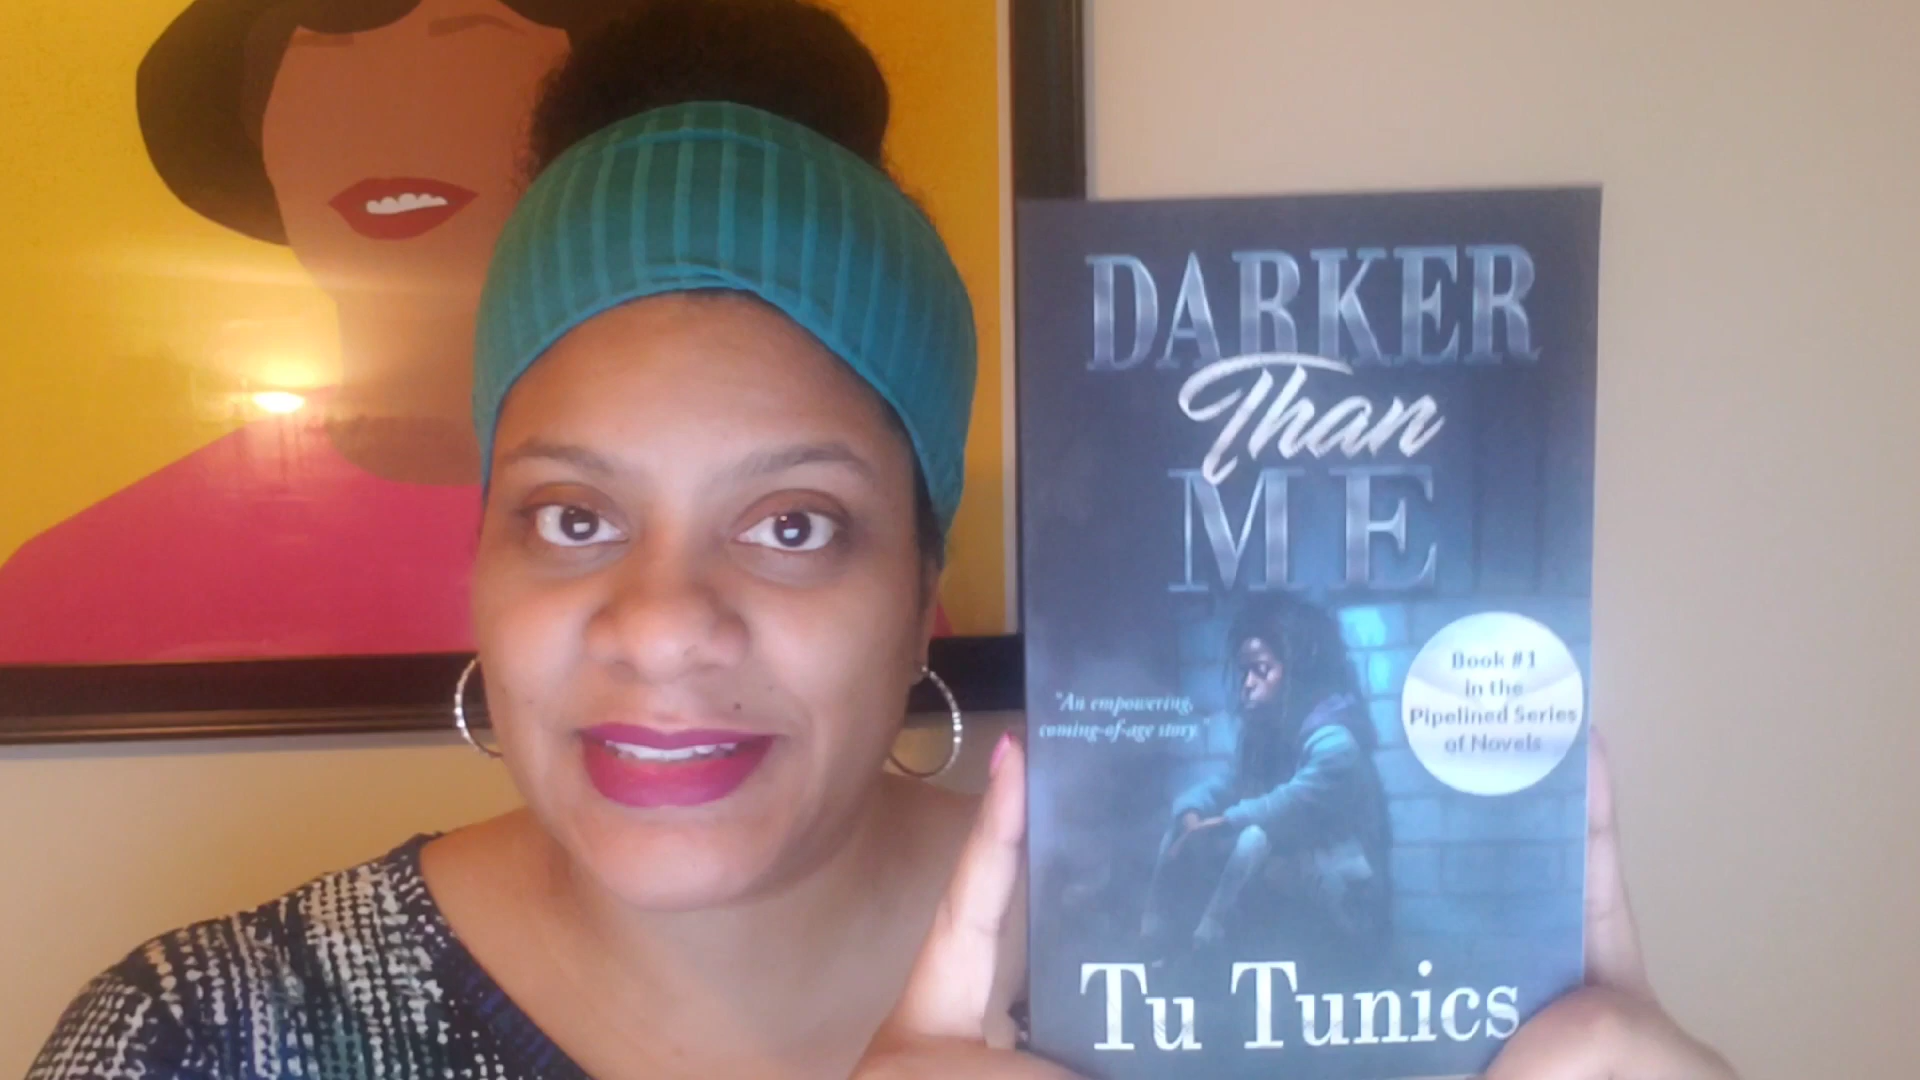 DARKER
Than
ME
"An empowering,
coming-of-age story."
Book #1
in the
Pipelined Series
of Novels
Tu Tunics